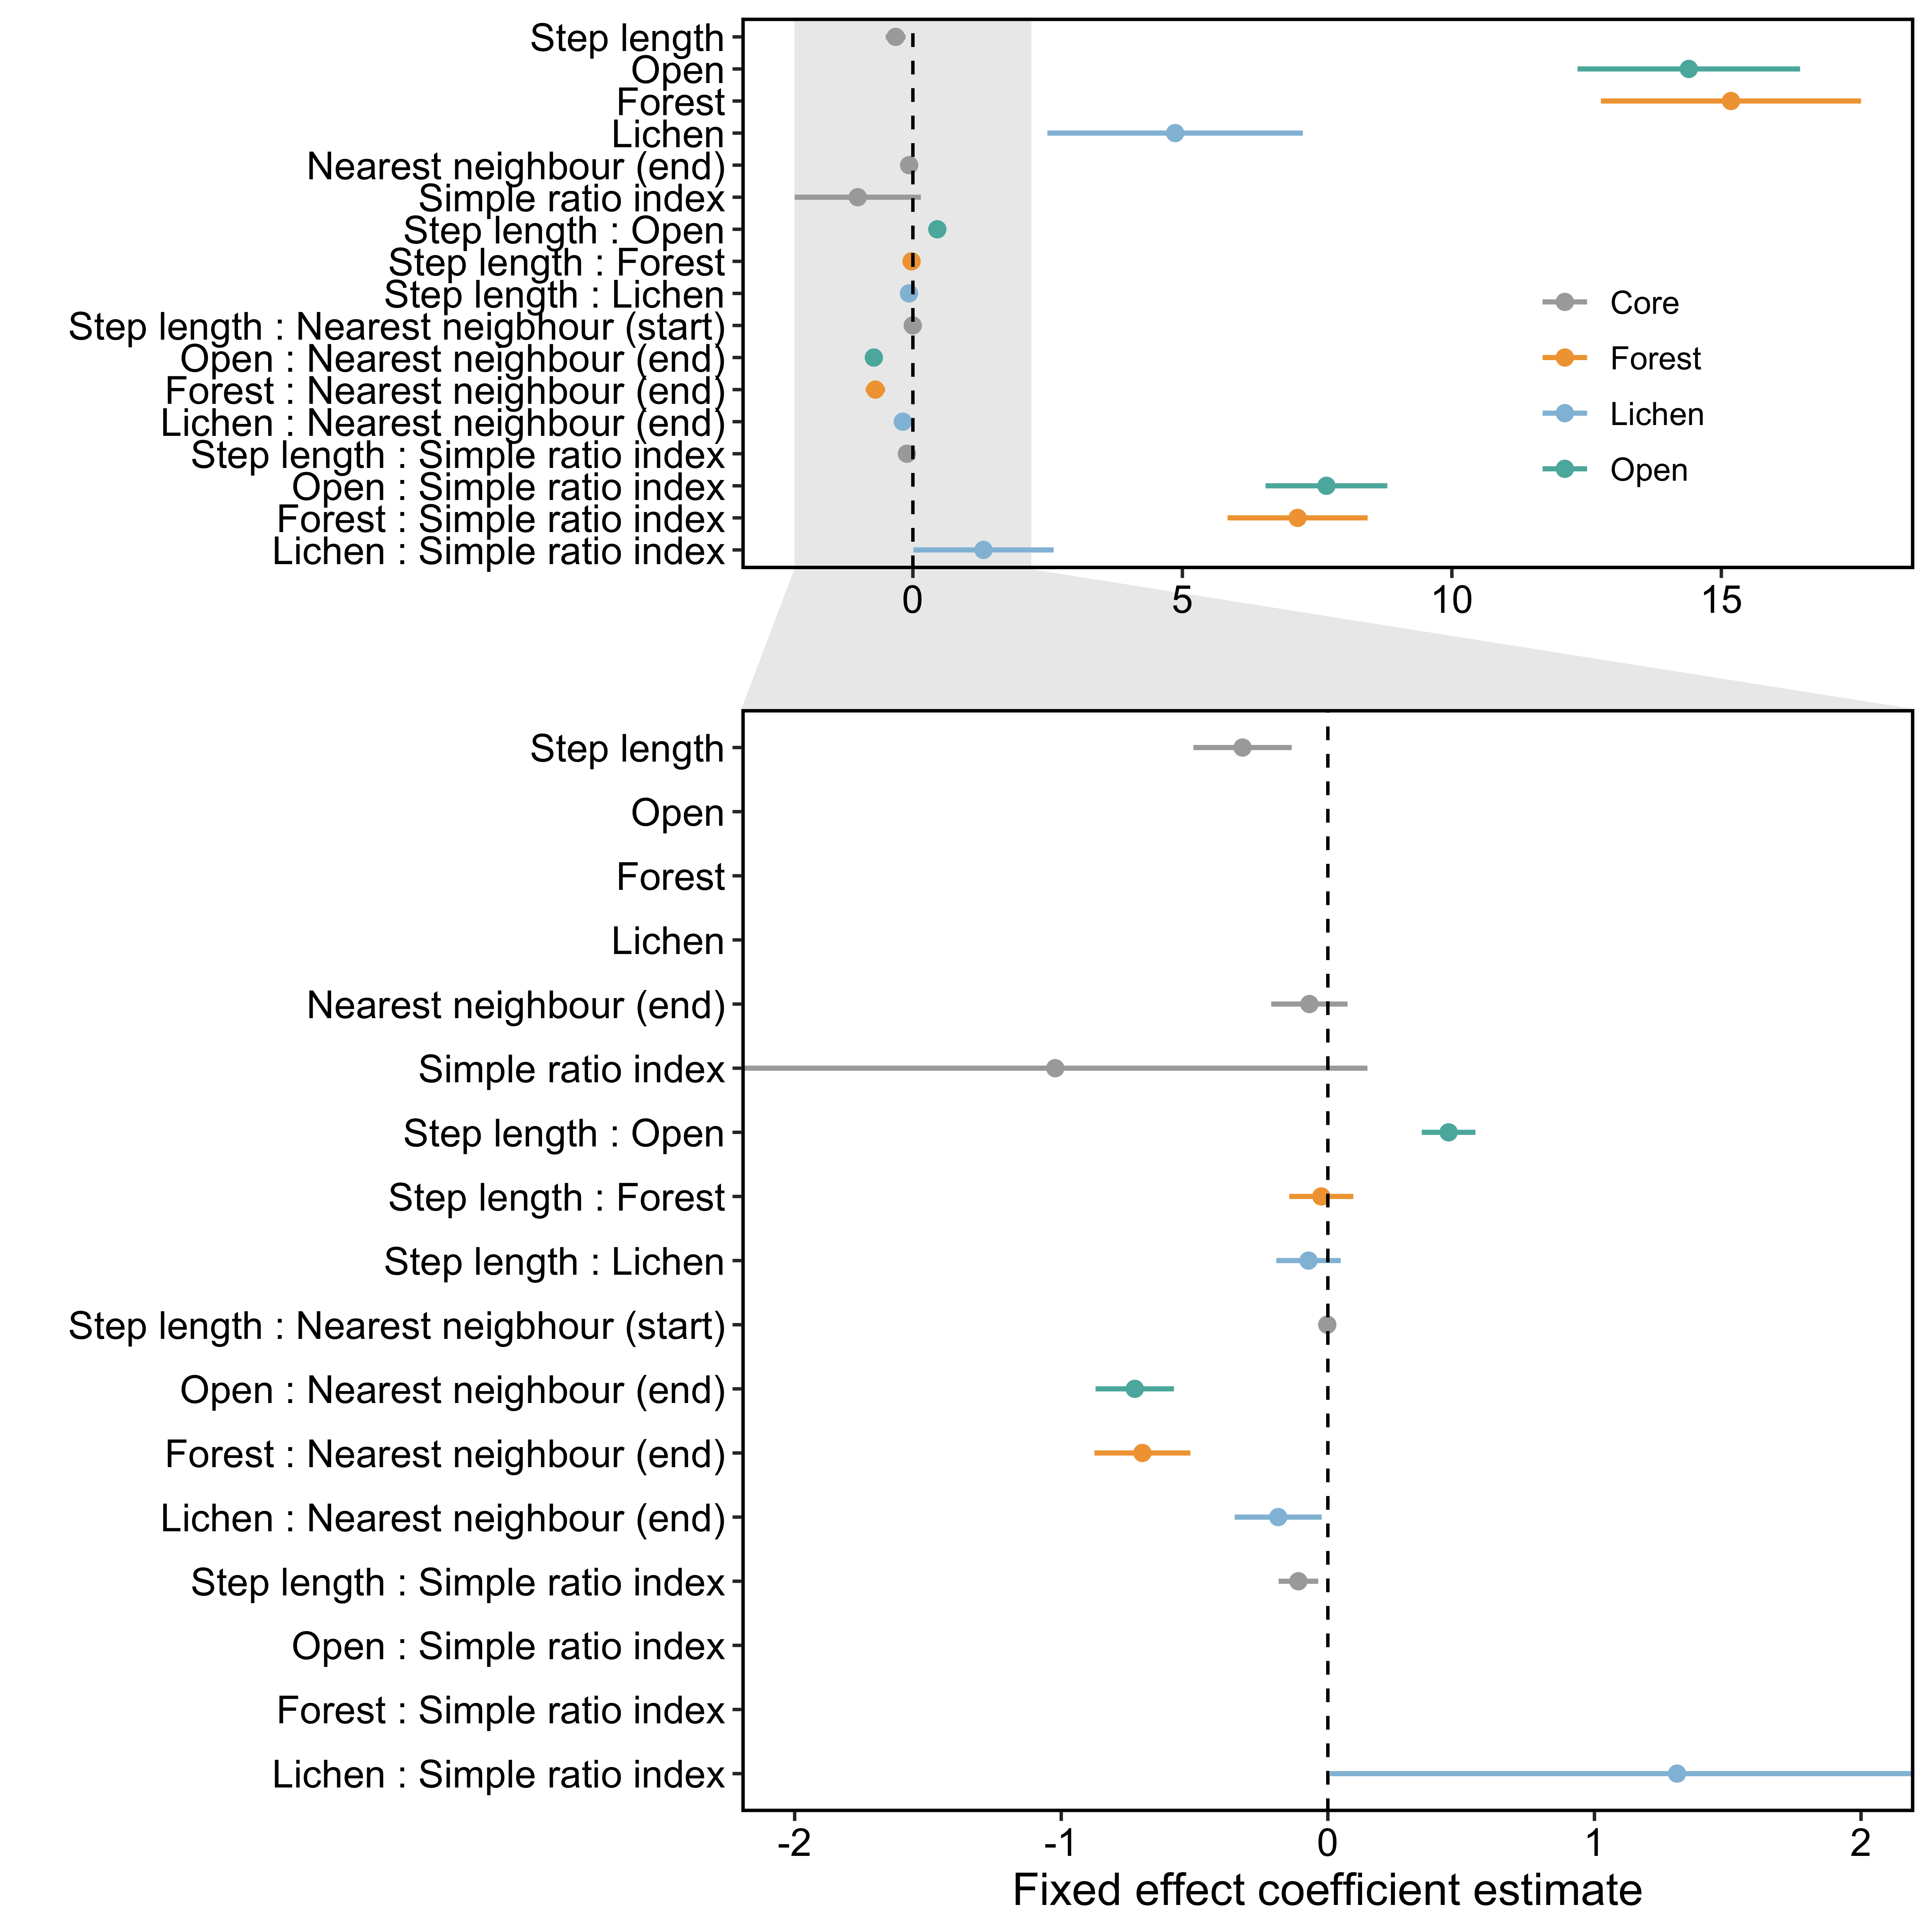 Step length
Open
Forest
Lichen
Nearest neighbour (end)
Simple ratio index
Step length : Open
Step length : Forest
Step length : Lichen
Step length : Nearest neigbhour (start)
Open : Nearest neighbour (end)
Forest : Nearest neighbour (end)
Lichen : Nearest neighbour (end)
Step length : Simple ratio index
Open : Simple ratio index
Forest : Simple ratio index
Lichen : Simple ratio index
Core
Forest
Lichen
Open
0 5 10 15
Step length
Open
Forest
Lichen
Nearest neighbour (end)
Simple ratio index
Step length : Open
Step length : Forest
Step length : Lichen
Step length : Nearest neigbhour (start)
Open : Nearest neighbour (end)
Forest : Nearest neighbour (end)
Lichen : Nearest neighbour (end)
Step length : Simple ratio index
Open : Simple ratio index
Forest : Simple ratio index
Lichen : Simple ratio index
-2 -1 0 1 2
Fixed effect coefficient estimate